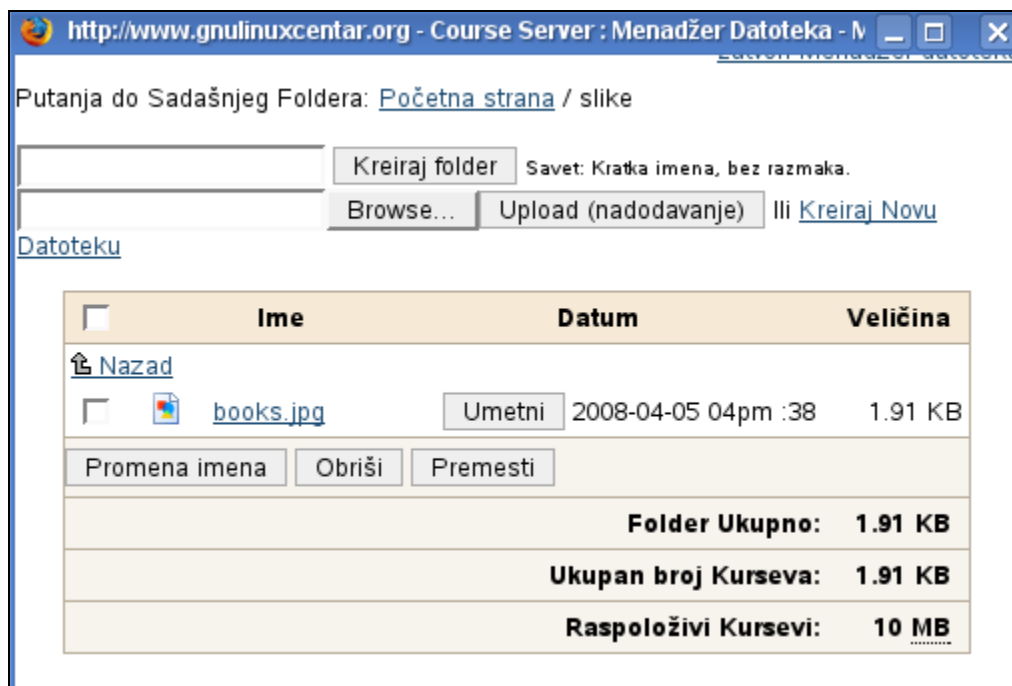 http://www.gnulinuxcentar.org - Course Server : Menadžer Datoteka - M
Zatvori Menadžer datoteka
Putanja do Sadašnjeg Foldera: Početna strana / slike
Kreiraj folder Savet: Kratka imena, bez razmaka.
Browse... Upload (nadodavanje) Ili Kreiraj Novu
Datoteku
Ime Datum Veličina
Nazad
books.jpg Umetni 2008-04-05 04pm :38 1.91 KB
Promena imena Obriši Premesti
Folder Ukupno: 1.91 KB
Ukupan broj Kurseva: 1.91 KB
Raspoloživi Kursevi: 10 MB